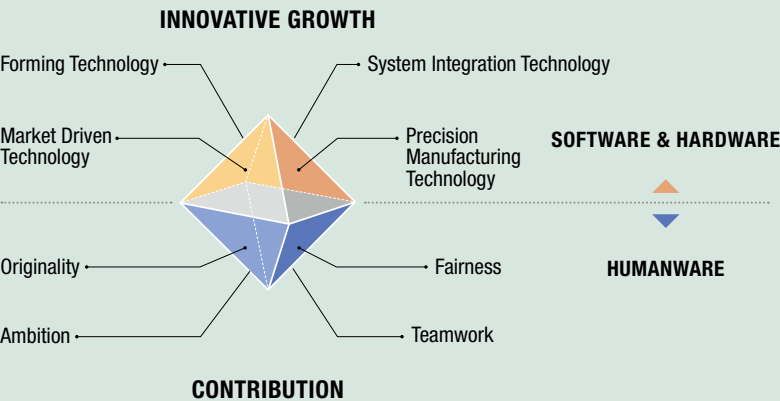 INNOVATIVE GROWTH
Forming Technology
System Integration Technology
Market Driven
Technology
Precision
Manufacturing
Technology
SOFTWARE & HARDWARE
Originality
Fairness
HUMANWARE
Ambition
Teamwork
CONTRIBUTION